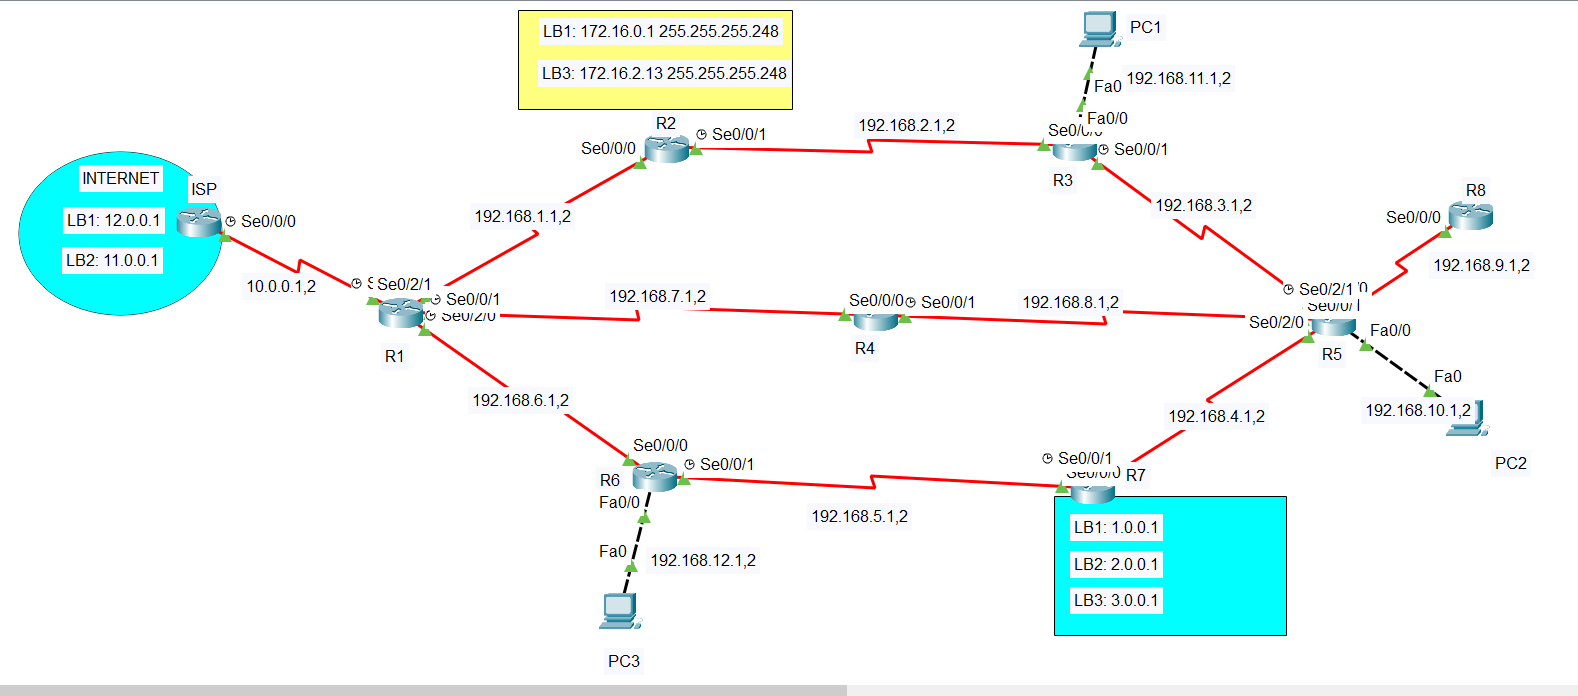 LB1: 172.16.0.1 255.255.255.248
LB3: 172.16.2.13 255.255.255.248
PC1
192.168.11.1,2
Fa0
Fa0/0
R2
Se0/0/1
Se0/0/0
192.168.2.1,2
Se0/0/0
Se0/0/1
R3
INTERNET
LB1: 12.0.0.1
LB2: 11.0.0.1
ISP
Se0/0/0
192.168.1.1,2
192.168.3.1,2
R8
Se0/0/0
192.168.9.1,2
10.0.0.1,2
Se0/2/1
Se0/0/1
Se0/2/0
R1
192.168.7.1,2
Se0/0/0
Se0/0/1
R4
192.168.8.1,2
Se0/2/1
Se0/0/1
Se0/2/0
Fa0/0
R5
Fa0
192.168.10.1,2
PC2
192.168.6.1,2
192.168.4.1,2
Se0/0/0
Se0/0/1
R6
Fa0/0
Fa0
192.168.12.1,2
PC3
192.168.5.1,2
Se0/0/1
Se0/0/0
R7
LB1: 1.0.0.1
LB2: 2.0.0.1
LB3: 3.0.0.1